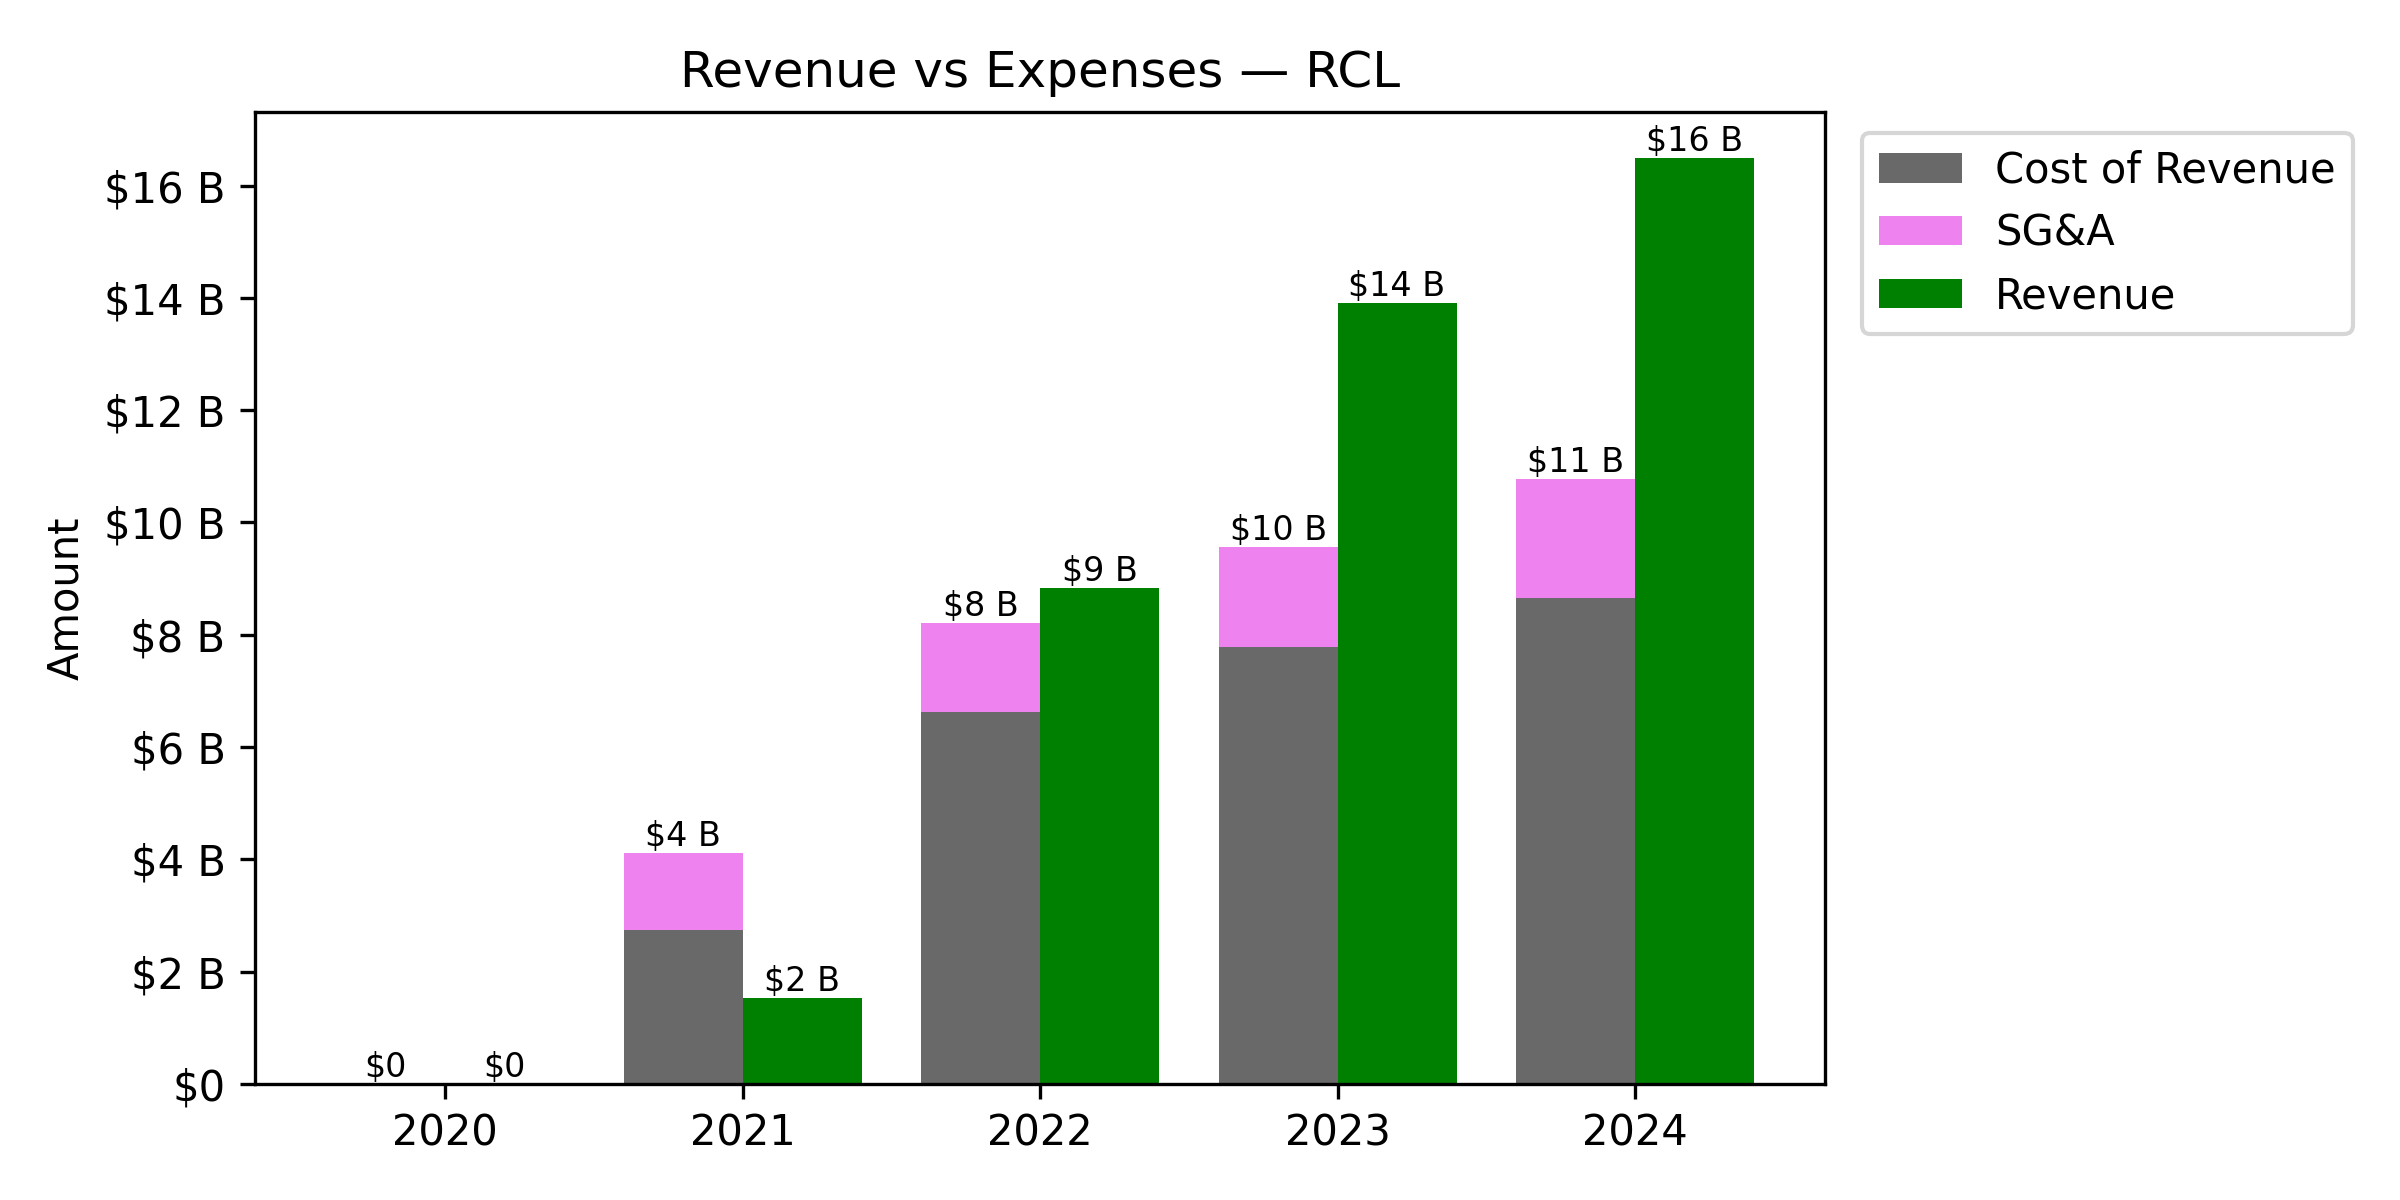 Revenue vs Expenses — RCL
Cost of Revenue
SG&A
Revenue
Amount
$16 B
$14 B
$12 B
$10 B
$8 B
$6 B
$4 B
$2 B
$0
$0
$0
$4 B
$2 B
$8 B
$9 B
$10 B
$14 B
$11 B
$16 B
2020
2021
2022
2023
2024